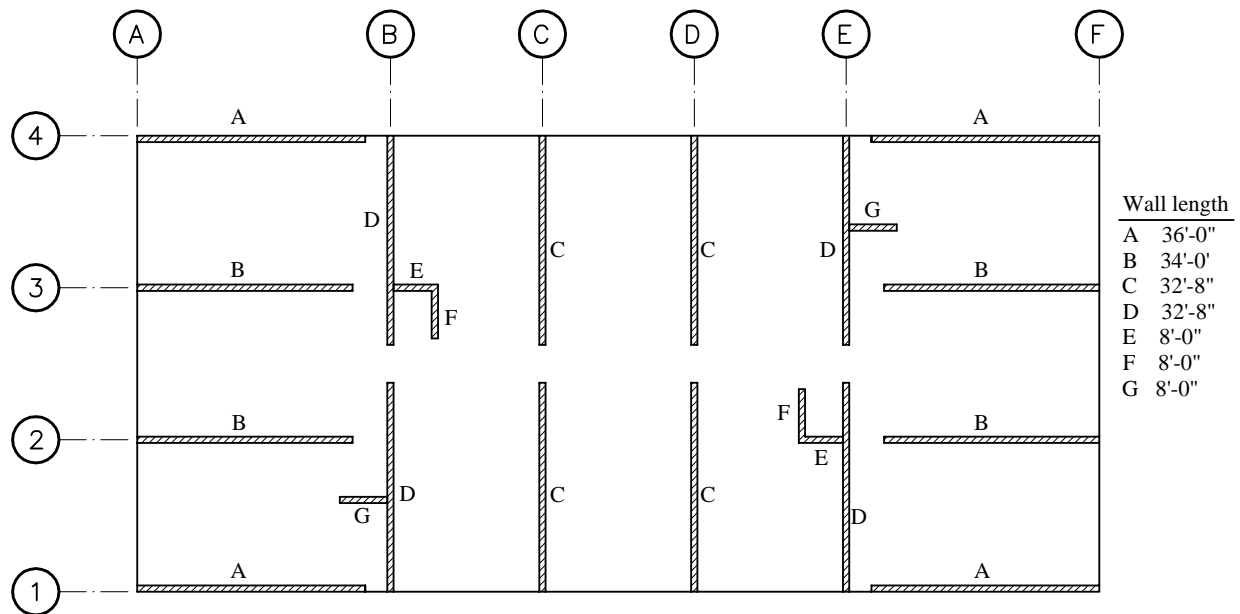 A B C D E F
4 A A
D G
C C D
Wall length
A 36'-0"
B 34'-0'
C 32'-8"
D 32'-8"
E 8'-0"
F 8'-0"
G 8'-0"
3 B E B
F
2 B F B
E
D C C D
G
1 A A